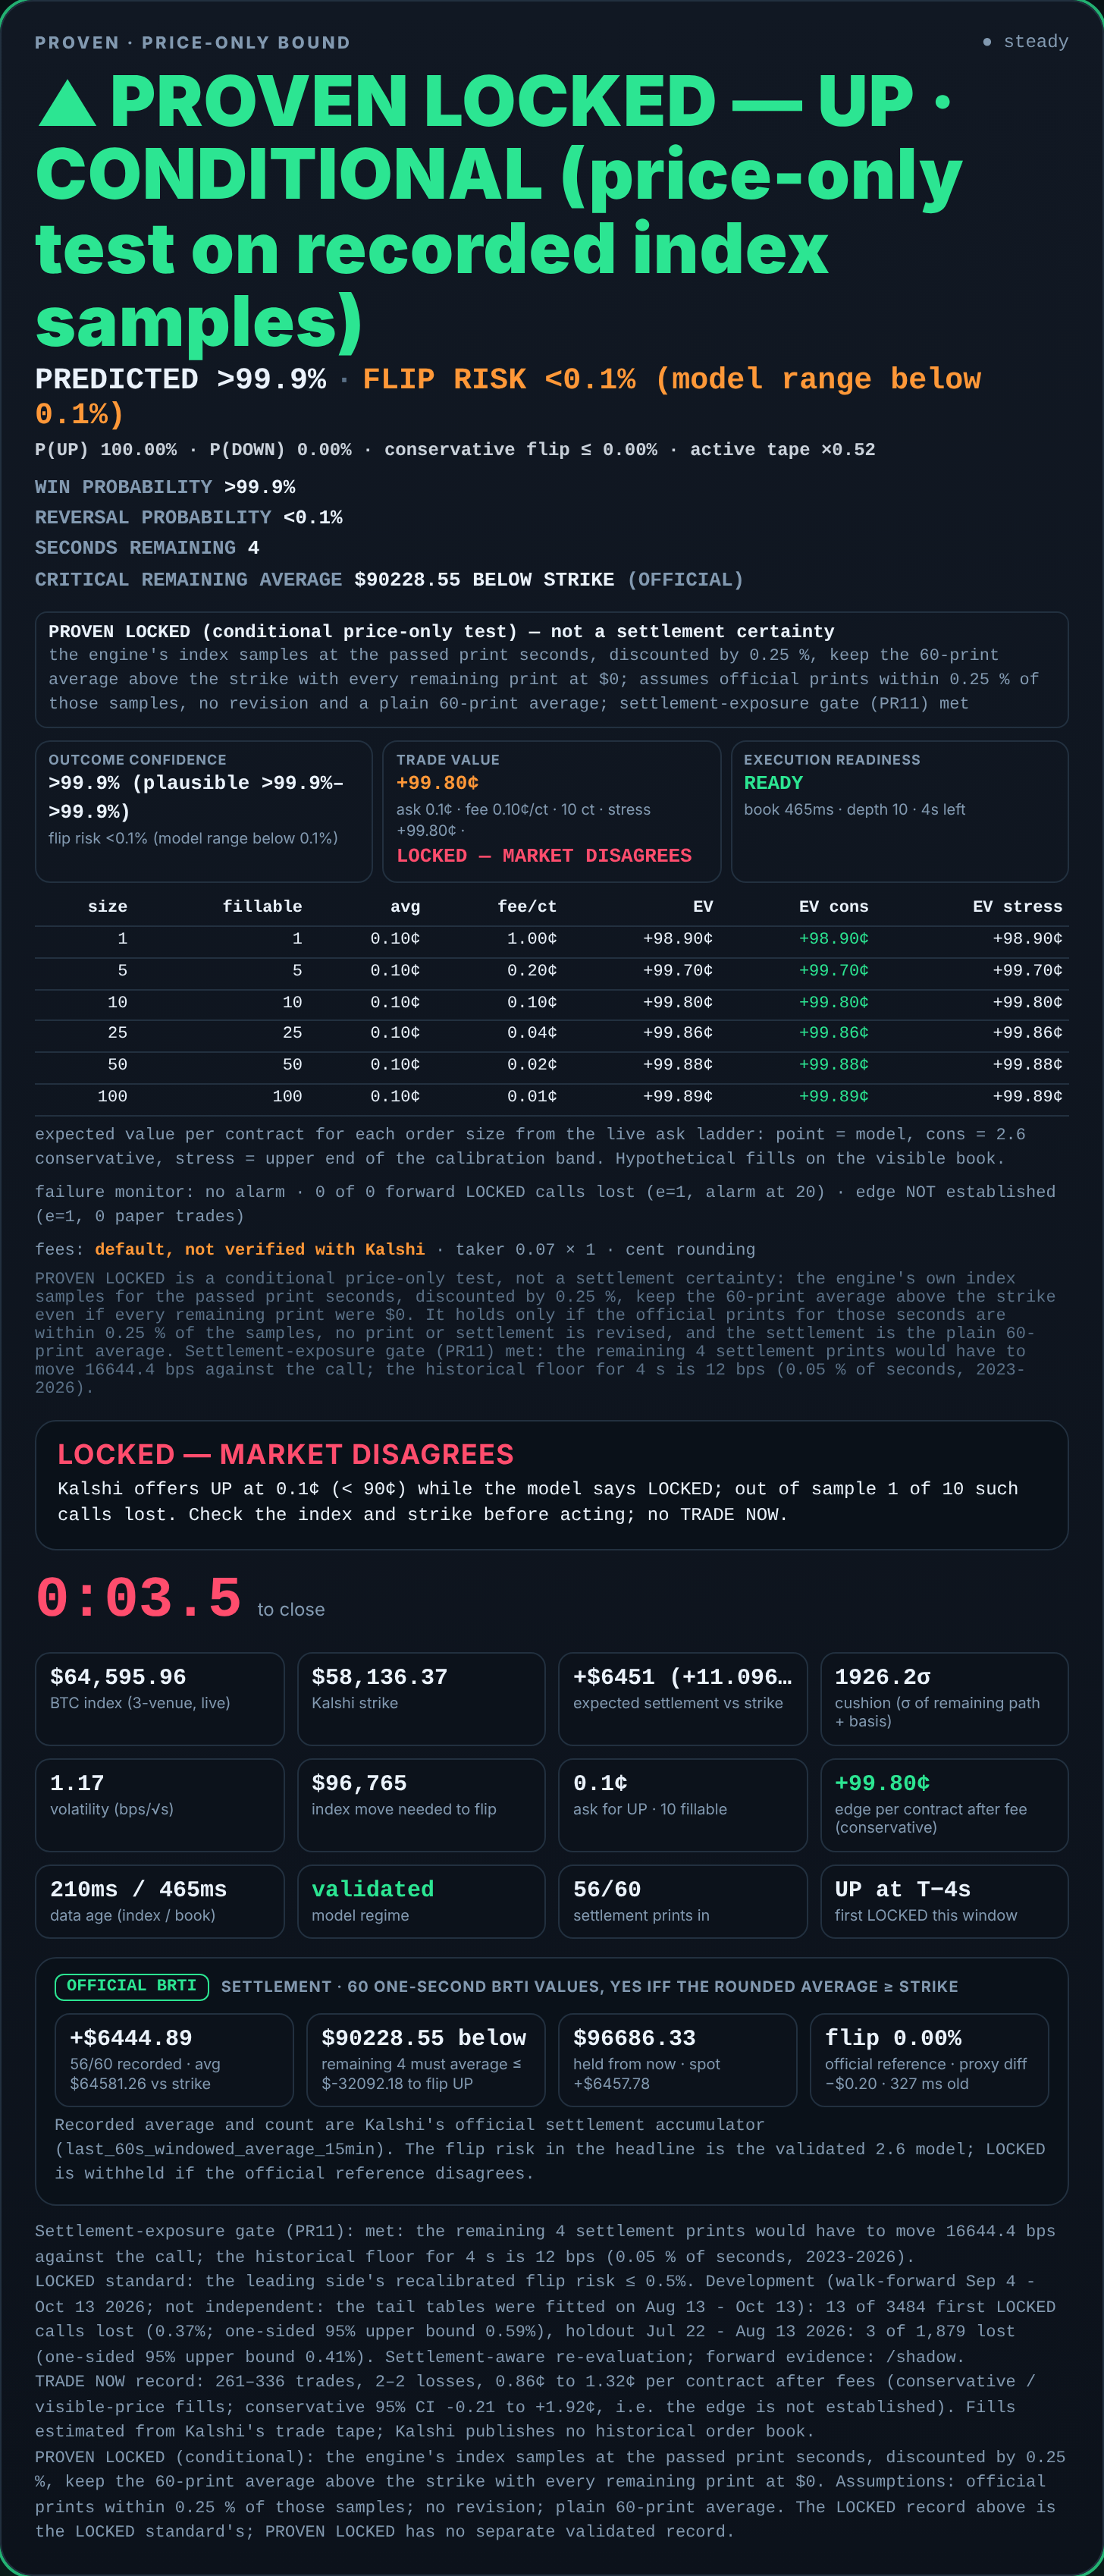 PROVEN · PRICE-ONLY BOUND
● steady
▲ PROVEN LOCKED — UP ·
CONDITIONAL (price-only
test on recorded index
samples)
PREDICTED >99.9% · FLIP RISK <0.1% (model range below
0.1%)
P(UP) 100.00% · P(DOWN) 0.00% · conservative flip ≤ 0.00% · active tape ×0.52
WIN PROBABILITY >99.9%
REVERSAL PROBABILITY <0.1%
SECONDS REMAINING 4
CRITICAL REMAINING AVERAGE $90228.55 BELOW STRIKE (OFFICIAL)
PROVEN LOCKED (conditional price-only test) — not a settlement certainty
the engine's index samples at the passed print seconds, discounted by 0.25 %, keep the 60-print
average above the strike with every remaining print at $0; assumes official prints within 0.25 % of
those samples, no revision and a plain 60-print average; settlement-exposure gate (PR11) met
OUTCOME CONFIDENCE
>99.9% (plausible >99.9%–
>99.9%)
flip risk <0.1% (model range below 0.1%)
TRADE VALUE
+99.80¢
ask 0.1¢ · fee 0.10¢/ct · 10 ct · stress
+99.80¢ ·
LOCKED — MARKET DISAGREES
EXECUTION READINESS
READY
book 465ms · depth 10 · 4s left
size fillable avg fee/ct EV EV cons EV stress
1 1 0.10¢ 1.00¢ +98.90¢ +98.90¢ +98.90¢
5 5 0.10¢ 0.20¢ +99.70¢ +99.70¢ +99.70¢
10 10 0.10¢ 0.10¢ +99.80¢ +99.80¢ +99.80¢
25 25 0.10¢ 0.04¢ +99.86¢ +99.86¢ +99.86¢
50 50 0.10¢ 0.02¢ +99.88¢ +99.88¢ +99.88¢
100 100 0.10¢ 0.01¢ +99.89¢ +99.89¢ +99.89¢
expected value per contract for each order size from the live ask ladder: point = model, cons = 2.6
conservative, stress = upper end of the calibration band. Hypothetical fills on the visible book.
failure monitor: no alarm · 0 of 0 forward LOCKED calls lost (e=1, alarm at 20) · edge NOT established
(e=1, 0 paper trades)
fees: default, not verified with Kalshi · taker 0.07 × 1 · cent rounding
PROVEN LOCKED is a conditional price-only test, not a settlement certainty: the engine's own index
samples for the passed print seconds, discounted by 0.25 %, keep the 60-print average above the strike
even if every remaining print were $0. It holds only if the official prints for those seconds are
within 0.25 % of the samples, no print or settlement is revised, and the settlement is the plain 60-
print average. Settlement-exposure gate (PR11) met: the remaining 4 settlement prints would have to
move 16644.4 bps against the call; the historical floor for 4 s is 12 bps (0.05 % of seconds, 2023-
2026).
LOCKED — MARKET DISAGREES
Kalshi offers UP at 0.1¢ (< 90¢) while the model says LOCKED; out of sample 1 of 10 such
calls lost. Check the index and strike before acting; no TRADE NOW.
0:03.5 to close
$64,595.96
BTC index (3-venue, live)
$58,136.37
Kalshi strike
+$6451 (+11.096…
expected settlement vs strike
1926.2σ
cushion (σ of remaining path
+ basis)
1.17
volatility (bps/√s)
$96,765
index move needed to flip
0.1¢
ask for UP · 10 fillable
+99.80¢
edge per contract after fee
(conservative)
210ms / 465ms
data age (index / book)
validated
model regime
56/60
settlement prints in
UP at T−4s
first LOCKED this window
OFFICIAL BRTI SETTLEMENT · 60 ONE-SECOND BRTI VALUES, YES IFF THE ROUNDED AVERAGE ≥ STRIKE
+$6444.89
56/60 recorded · avg
$64581.26 vs strike
$90228.55 below
remaining 4 must average ≤
$-32092.18 to flip UP
$96686.33
held from now · spot
+$6457.78
flip 0.00%
official reference · proxy diff
−$0.20 · 327 ms old
Recorded average and count are Kalshi's official settlement accumulator
(last_60s_windowed_average_15min). The flip risk in the headline is the validated 2.6 model; LOCKED
is withheld if the official reference disagrees.
Settlement-exposure gate (PR11): met: the remaining 4 settlement prints would have to move 16644.4 bps
against the call; the historical floor for 4 s is 12 bps (0.05 % of seconds, 2023-2026).
LOCKED standard: the leading side's recalibrated flip risk ≤ 0.5%. Development (walk-forward Sep 4 -
Oct 13 2026; not independent: the tail tables were fitted on Aug 13 - Oct 13): 13 of 3484 first LOCKED
calls lost (0.37%; one-sided 95% upper bound 0.59%), holdout Jul 22 - Aug 13 2026: 3 of 1,879 lost
(one-sided 95% upper bound 0.41%). Settlement-aware re-evaluation; forward evidence: /shadow.
TRADE NOW record: 261–336 trades, 2–2 losses, 0.86¢ to 1.32¢ per contract after fees (conservative /
visible-price fills; conservative 95% CI -0.21 to +1.92¢, i.e. the edge is not established). Fills
estimated from Kalshi's trade tape; Kalshi publishes no historical order book.
PROVEN LOCKED (conditional): the engine's index samples at the passed print seconds, discounted by 0.25
%, keep the 60-print average above the strike with every remaining print at $0. Assumptions: official
prints within 0.25 % of those samples; no revision; plain 60-print average. The LOCKED record above is
the LOCKED standard's; PROVEN LOCKED has no separate validated record.